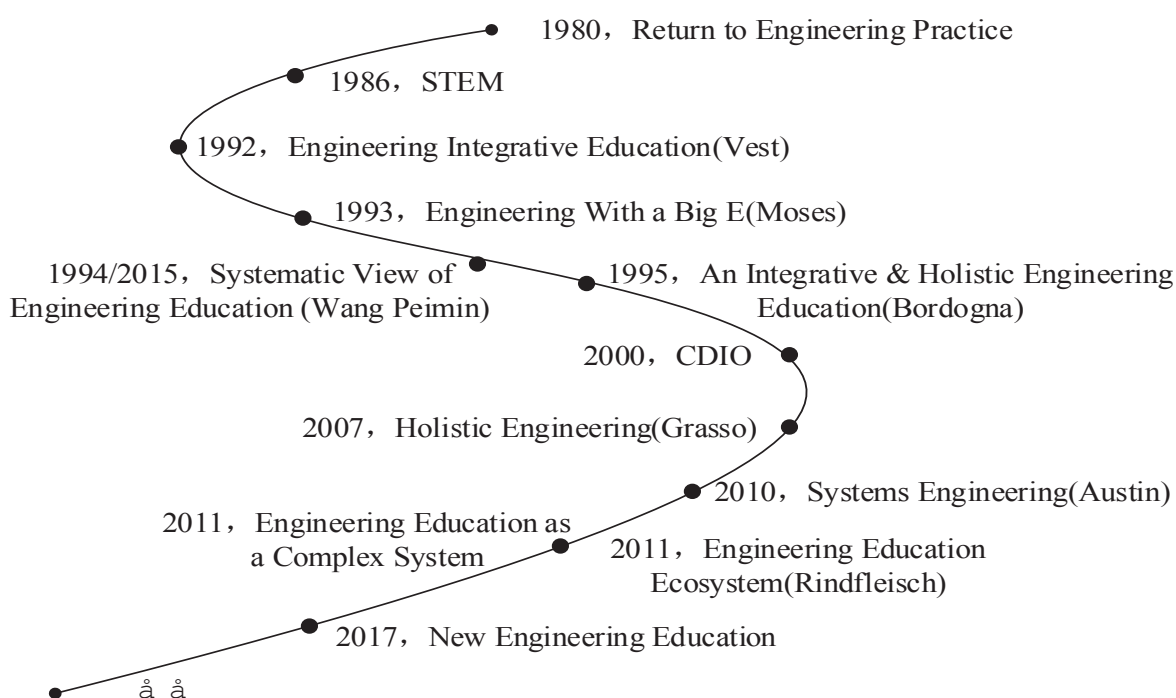 1980，Return to Engineering Practice
1986，STEM
1992，Engineering Integrative Education(Vest)
1993，Engineering With a Big E(Moses)
1994/2015，Systematic View of
Engineering Education (Wang Peimin)
1995，An Integrative & Holistic Engineering
Education(Bordogna)
2000，CDIO
2007，Holistic Engineering(Grasso)
2010，Systems Engineering(Austin)
2011，Engineering Education as
a Complex System
2011，Engineering Education
Ecosystem(Rindfleisch)
2017，New Engineering Education
å å